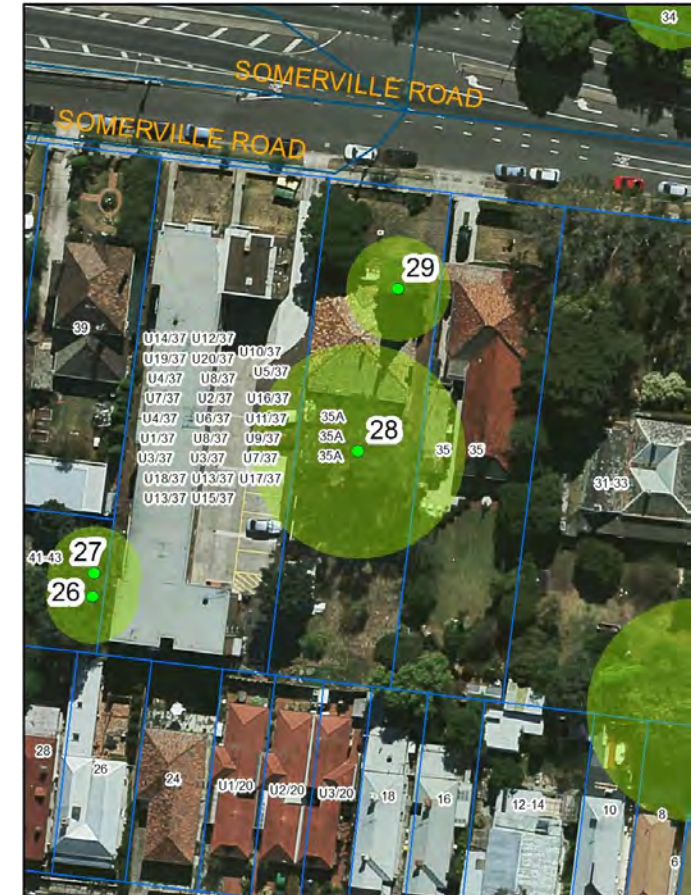 34
SOMERVILLE ROAD
SOMERVILLE ROAD
29
39
U14/37 U12/37
U10/37
U19/37 U20/37
U5/37
U4/37 U8/37
U7/37 U2/37 U16/37
U4/37 U6/37 U11/37 35A
28
U1/37 U8/37 U9/37 35A
35 35
U3/37 U3/37 U7/37 35A
U18/37 U13/37 U17/37
U13/37 U15/37
31-33
41-43
27
26
28
26
24
U1/20
U2/20
U3/20
18
16
12-14
10
8
6